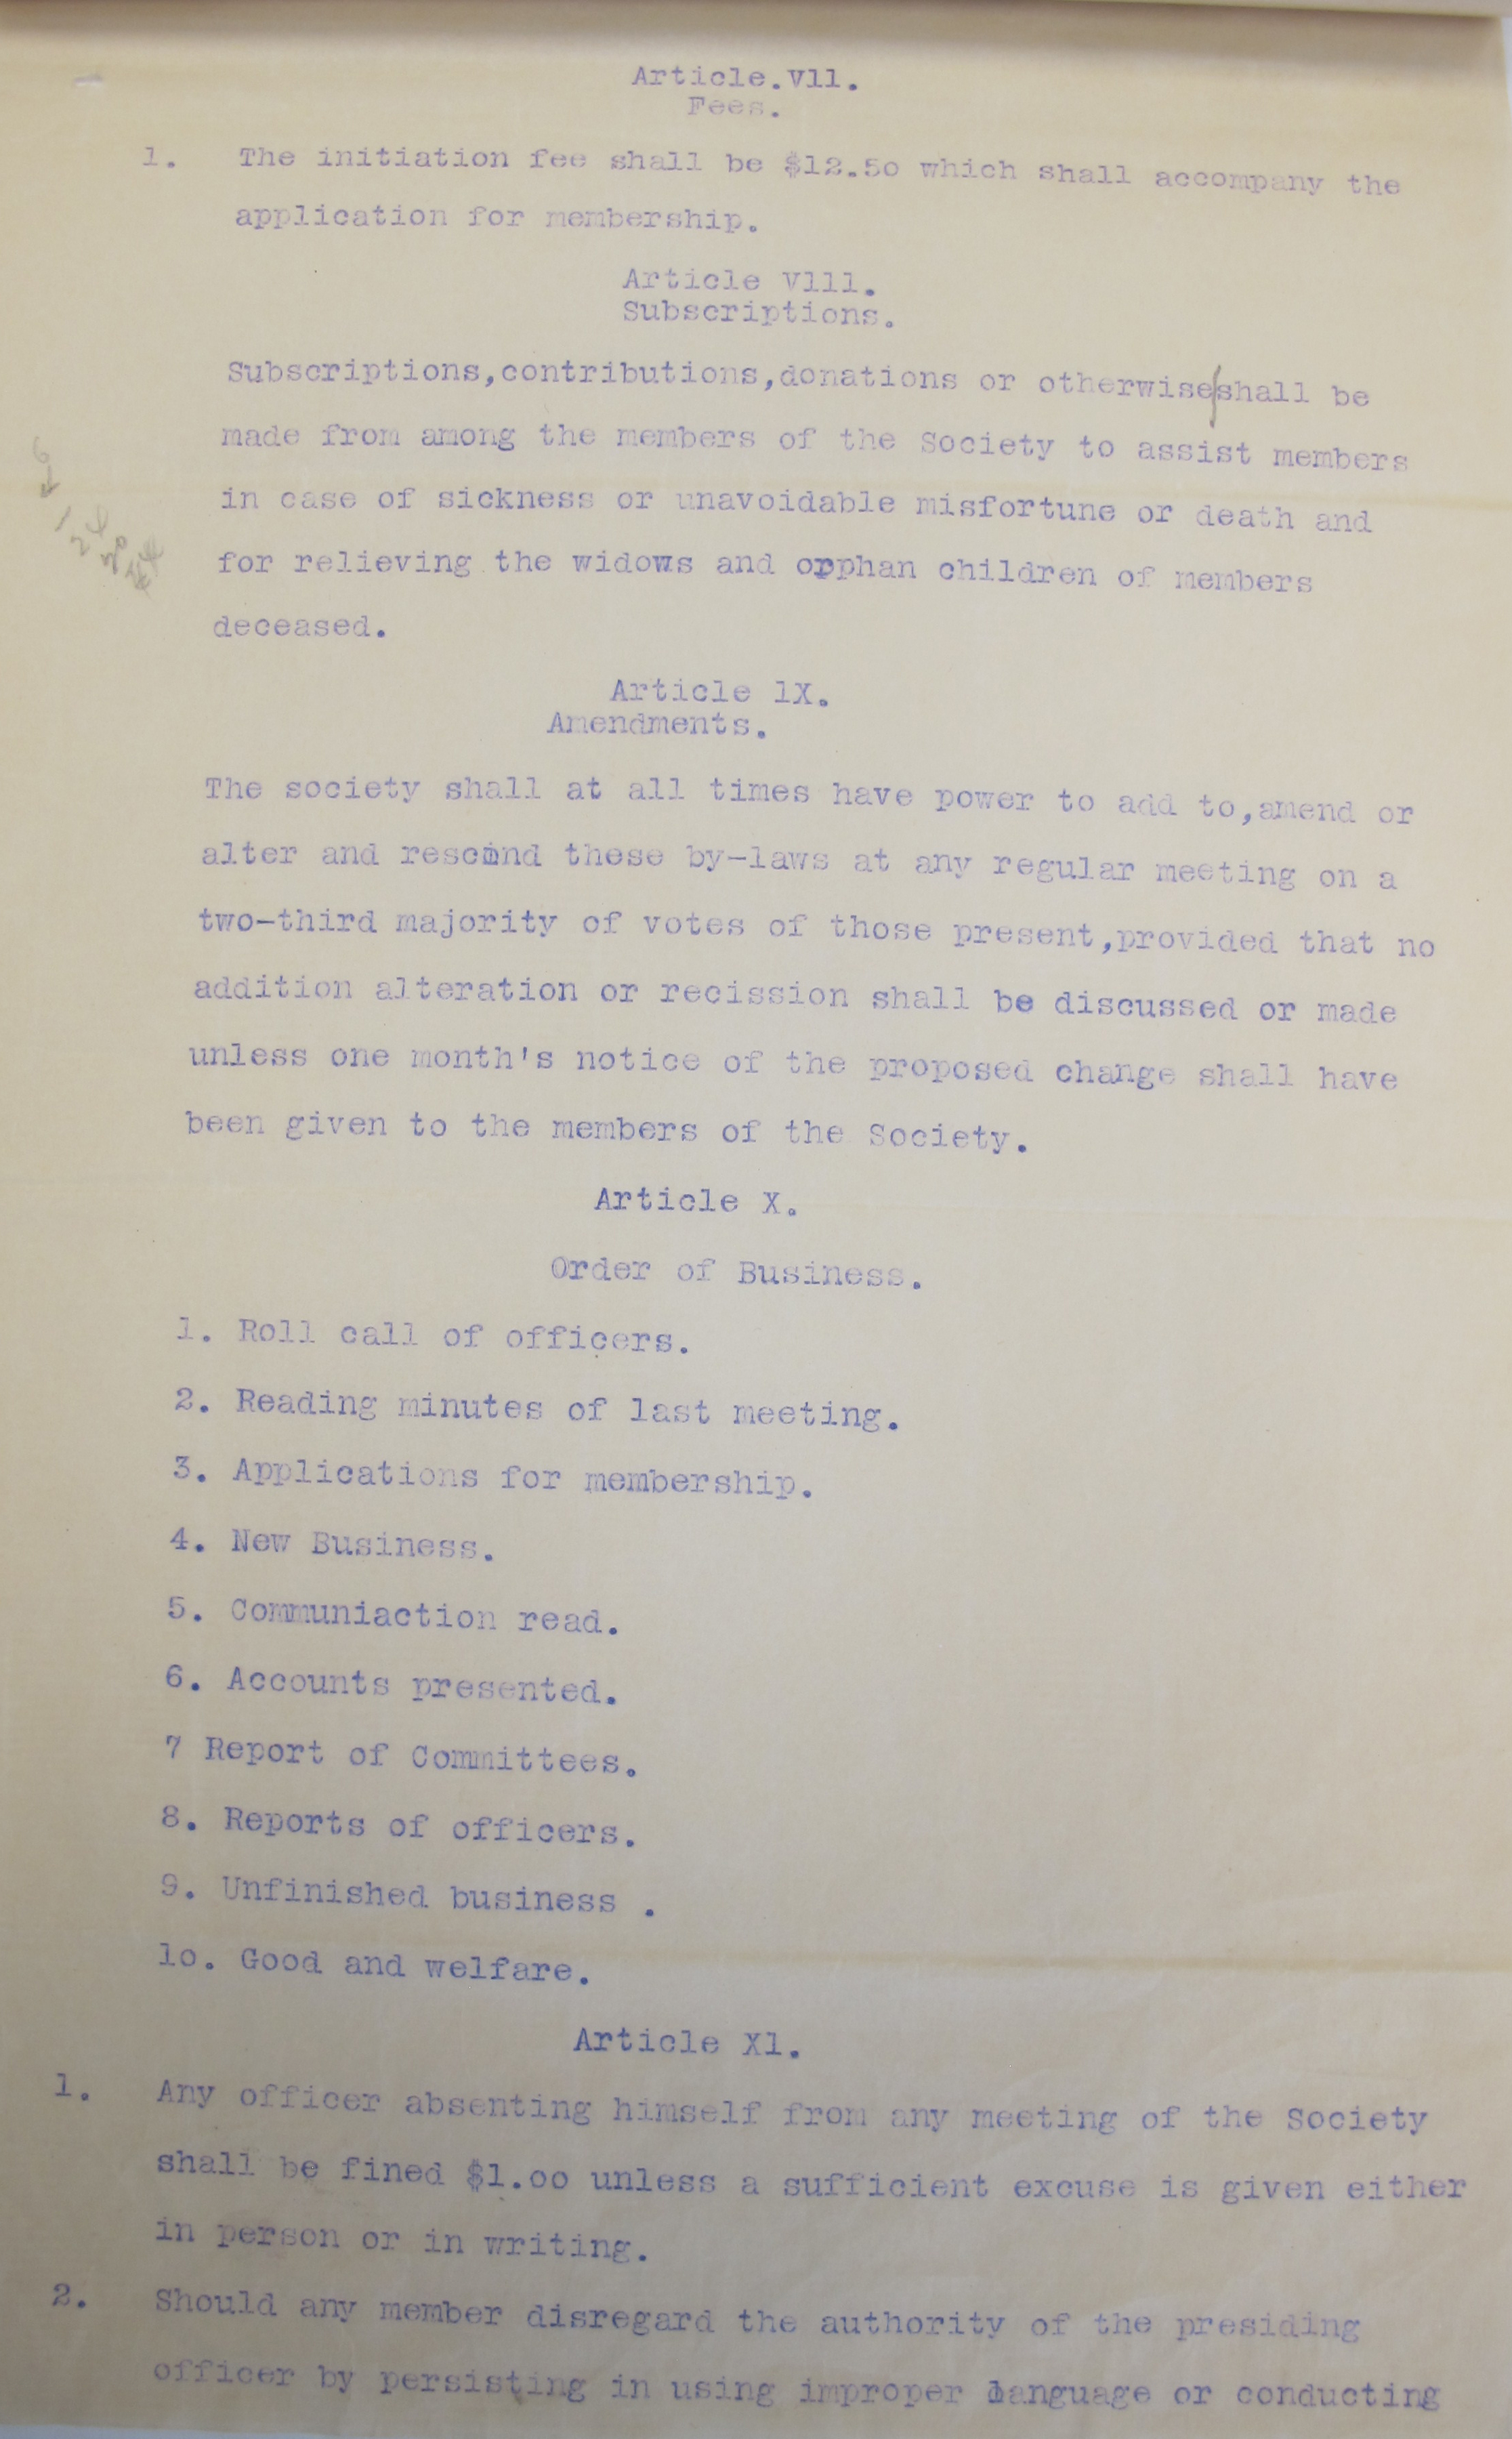 Article.Vll.
Fees.
1. The initiation fee shall be $12.50 which shall accompany the
application for membership.
Article Vlll.
Subscriptions.
Subscriptions,contributions,donations or otherwise/shall be
made from among the members of the Society to assist members
in case of sickness or unavoidable misfortune or death and
for relieving the widows and orphan children of members
deceased.
Article lX.
Amendments.
The society shall at all times have power to add to,amend or
alter and rescind these by-laws at any regular meeting on a
two-third majority of votes of those present,provided that no
addition alteration or recission shall be discussed or made
unless one month's notice of the proposed change shall have
been given to the members of the Society.
Article X.
Order of Business.
1. Roll call of officers.
2. Reading minutes of last meeting.
3. Applications for membership.
4. New Business.
5. Communiaction read.
6. Accounts presented.
7 Report of Committees.
8. Reports of officers.
9. Unfinished business .
lo. Good and welfare.
Article Xl.
1. Any officer absenting himself from any meeting of the Society
shall be fined $1.oo unless a sufficient excuse is given either
in person or in writing.
2. Should any member disregard the authority of the presiding
officer by persisting in using improper language or conducting